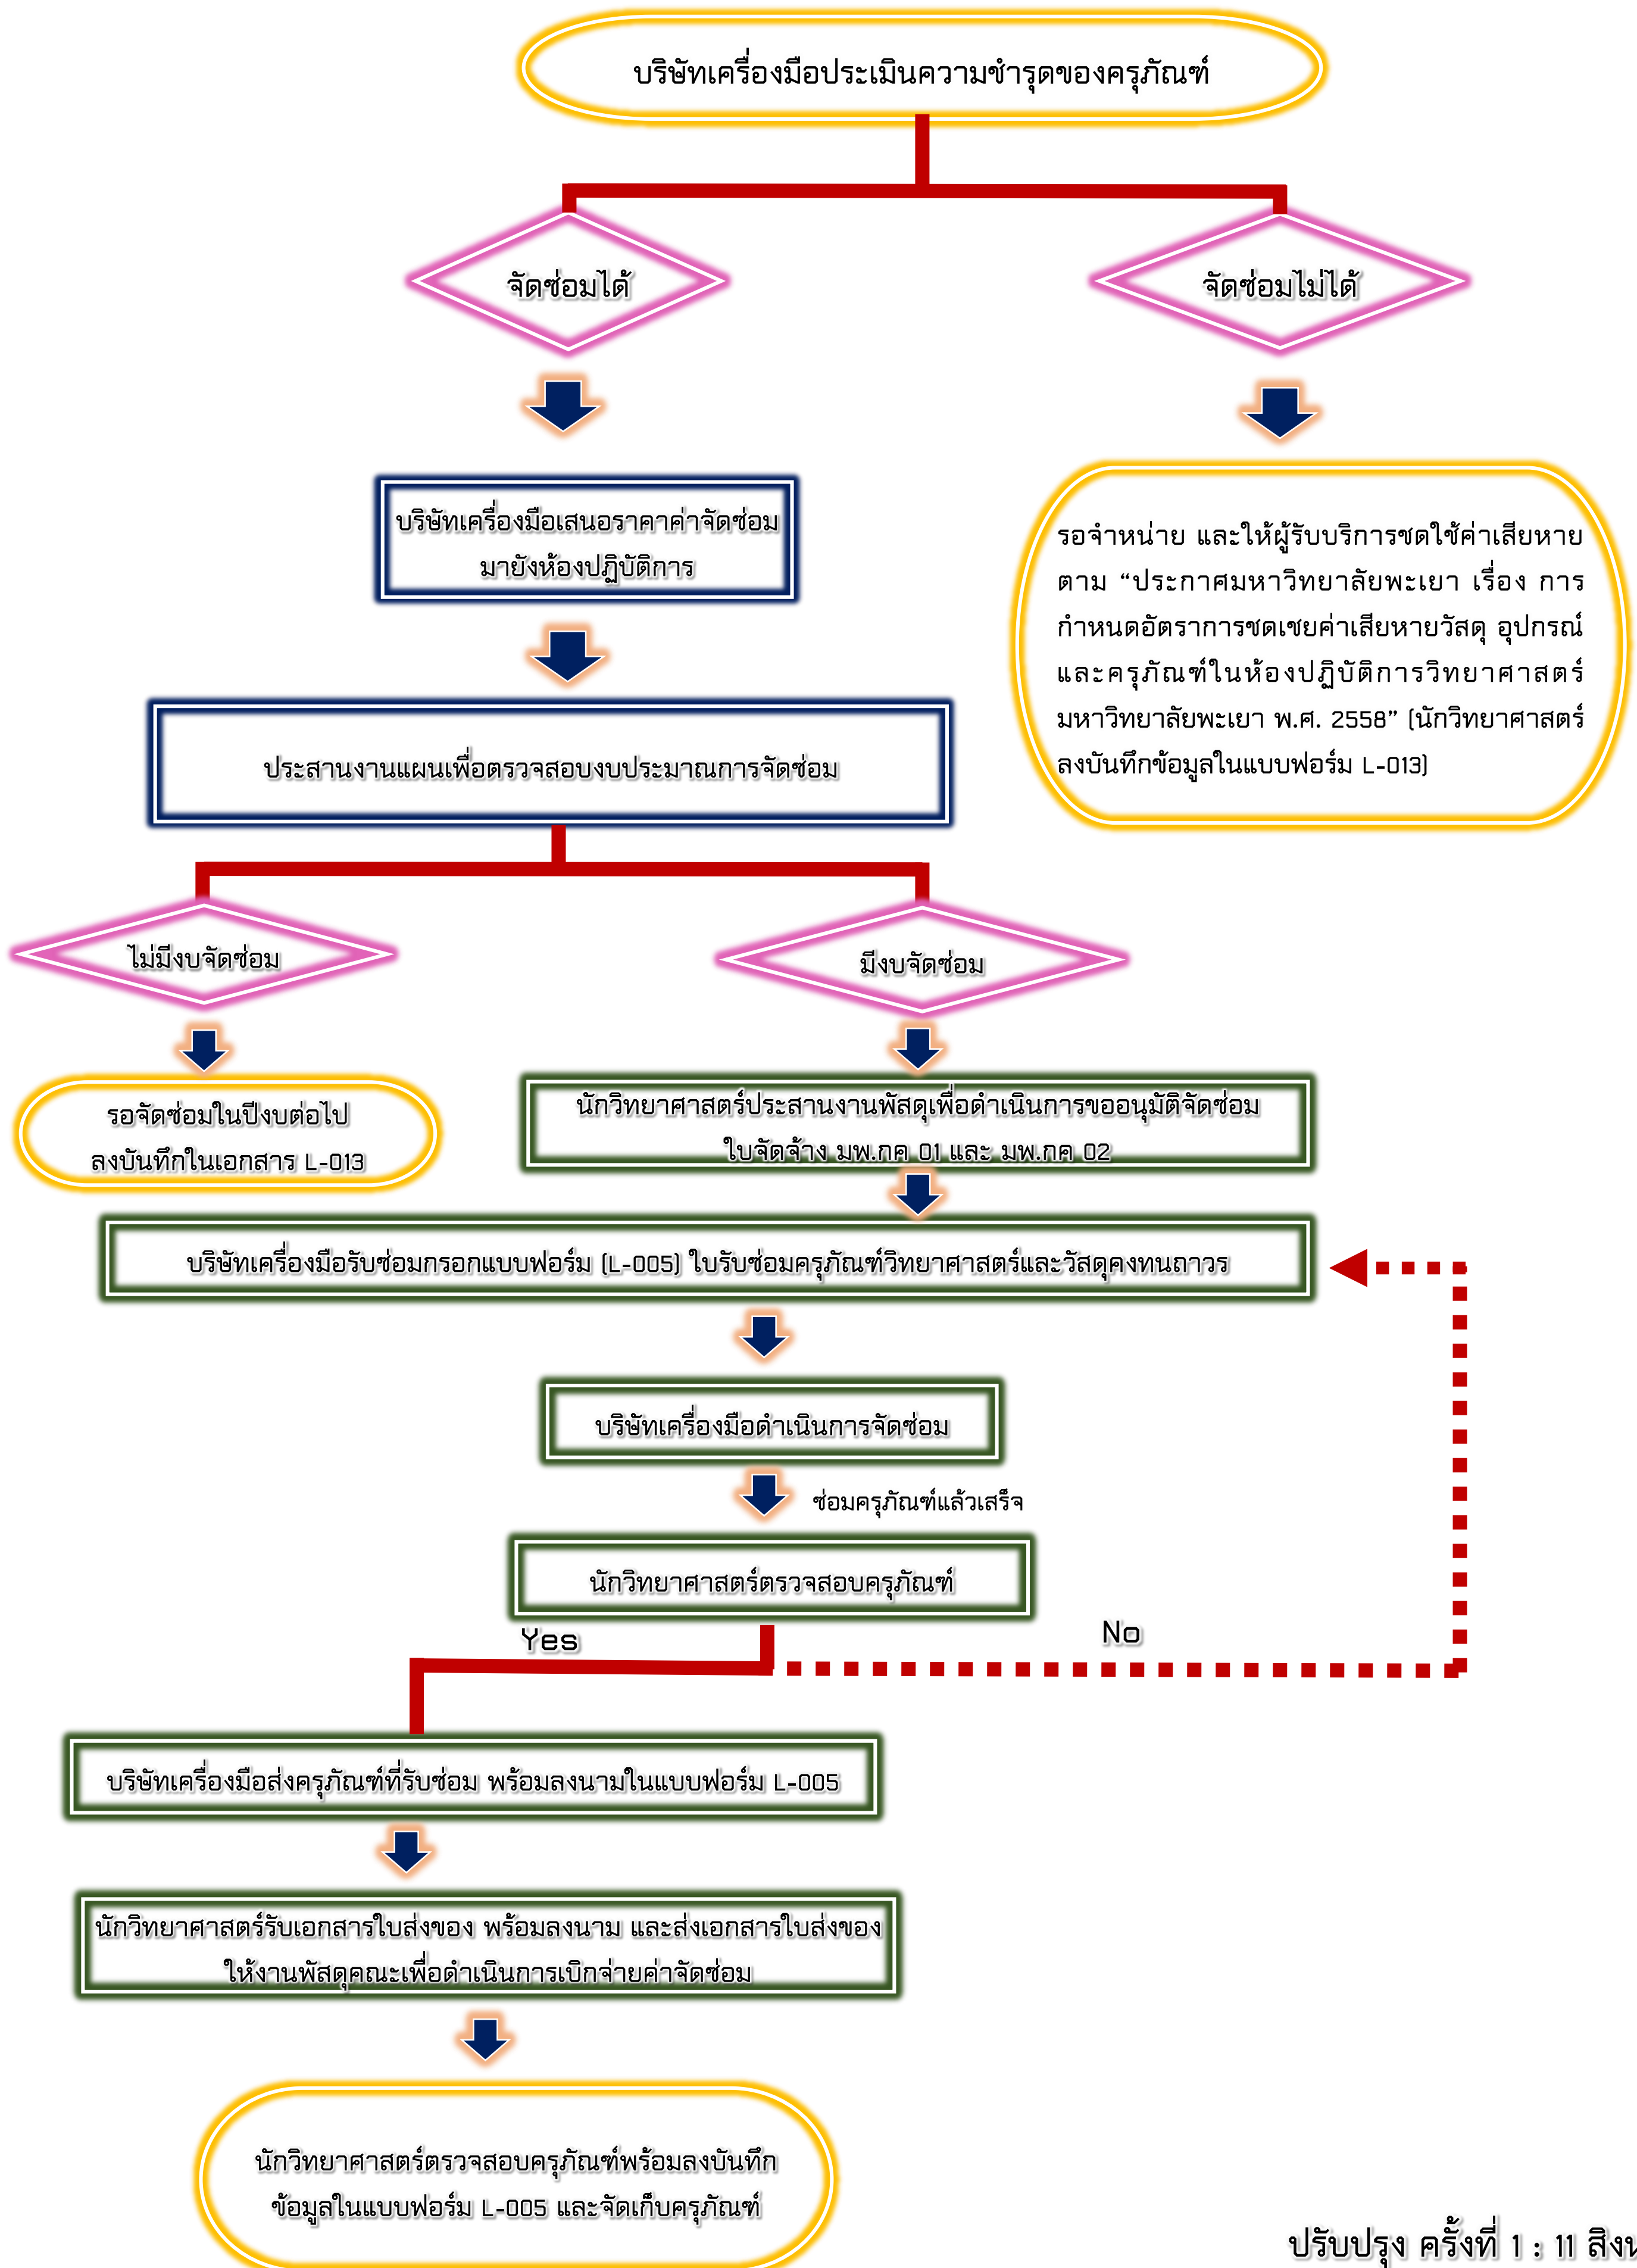 บริษัทเครื่องมือประเมินความชำรุดของครุภัณฑ์
จัดซ่อมได้
จัดซ่อมไม่ได้
บริษัทเครื่องมือเสนอราคาค่าจัดซ่อม
มายังห้องปฏิบัติการ
รอจำหน่าย และให้ผู้รับบริการชดใช้ค่าเสียหาย
ตาม “ประกาศมหาวิทยาลัยพะเยา เรื่อง การ
กำหนดอัตราการชดเชยค่าเสียหายวัสดุ อุปกรณ์
และครุภัณฑ์ในห้องปฏิบัติการวิทยาศาสตร์
มหาวิทยาลัยพะเยา พ.ศ. 2558” (นักวิทยาศาสตร์
ลงบันทึกข้อมูลในแบบฟอร์ม L-013)
ประสานงานแผนเพื่อตรวจสอบงบประมาณการจัดซ่อม
ไม่มีงบจัดซ่อม
มีงบจัดซ่อม
รอจัดซ่อมในปีงบต่อไป
ลงบันทึกในเอกสาร L-013
นักวิทยาศาสตร์ประสานงานพัสดุเพื่อดำเนินการขออนุมัติจัดซ่อม
ใบจัดจ้าง มพ.กค 01 และ มพ.กค 02
บริษัทเครื่องมือรับซ่อมกรอกแบบฟอร์ม (L-005) ใบรับซ่อมครุภัณฑ์วิทยาศาสตร์และวัสดุคงทนถาวร
บริษัทเครื่องมือดำเนินการจัดซ่อม
ซ่อมครุภัณฑ์แล้วเสร็จ
นักวิทยาศาสตร์ตรวจสอบครุภัณฑ์
Yes
No
บริษัทเครื่องมือส่งครุภัณฑ์ที่รับซ่อม พร้อมลงนามในแบบฟอร์ม L-005
นักวิทยาศาสตร์รับเอกสารใบส่งของ พร้อมลงนาม และส่งเอกสารใบส่งของ
ให้งานพัสดุคณะเพื่อดำเนินการเบิกจ่ายค่าจัดซ่อม
นักวิทยาศาสตร์ตรวจสอบครุภัณฑ์พร้อมลงบันทึก
ข้อมูลในแบบฟอร์ม L-005 และจัดเก็บครุภัณฑ์
ปรับปรุง ครั้งที่ 1 : 11